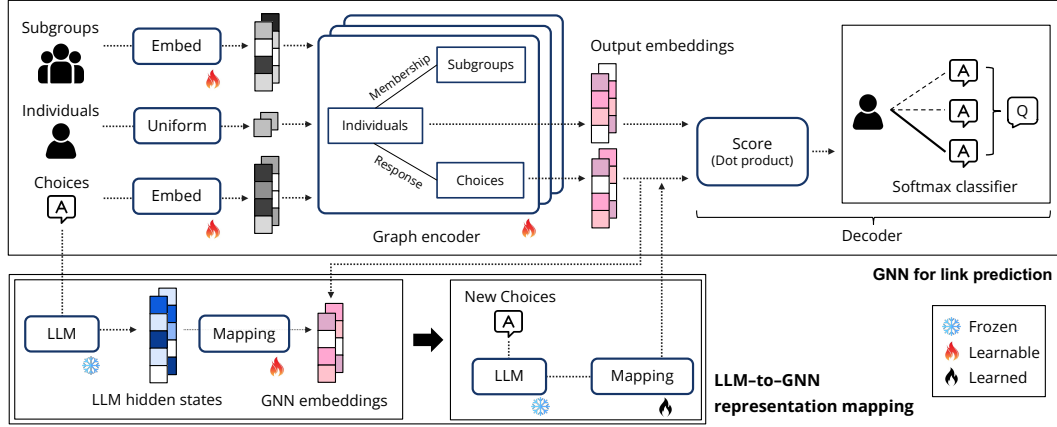 Subgroups
Embed
Individuals
Uniform
Choices
A
Embed
Membership
Subgroups
Individuals
Response
Choices
Graph encoder
Output embeddings
Score
(Dot product)
A
A
A
Q
Softmax classifier
Decoder
GNN for link prediction
LLM
Mapping
LLM hidden states
GNN embeddings
New Choices
A
LLM
Mapping
LLM–to–GNN
representation mapping
Frozen
Learnable
Learned